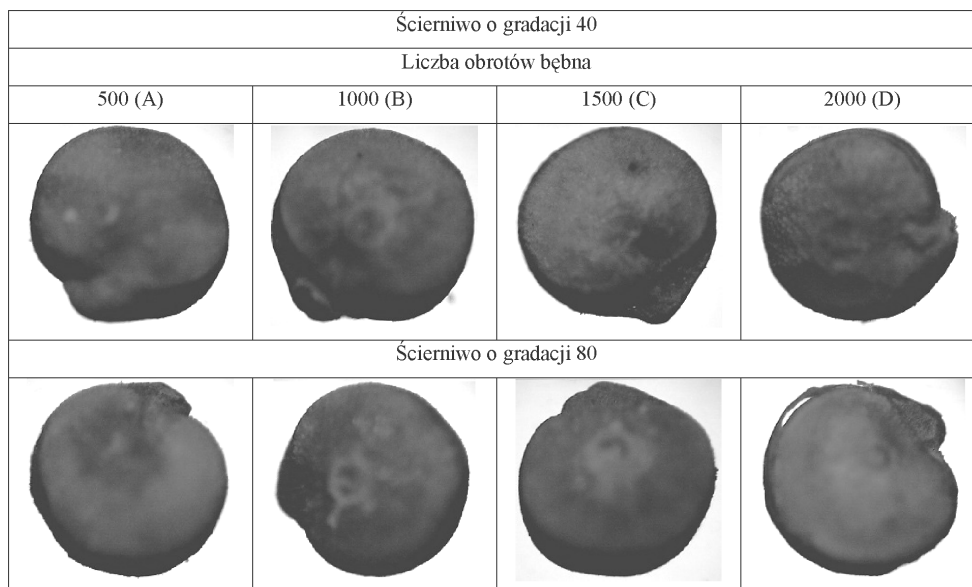 Ścierniwo o gradacji 40
Liczba obrotów bębna
500 (A) 1000 (B) 1500 (C) 2000 (D)
Ścierniwo o gradacji 80